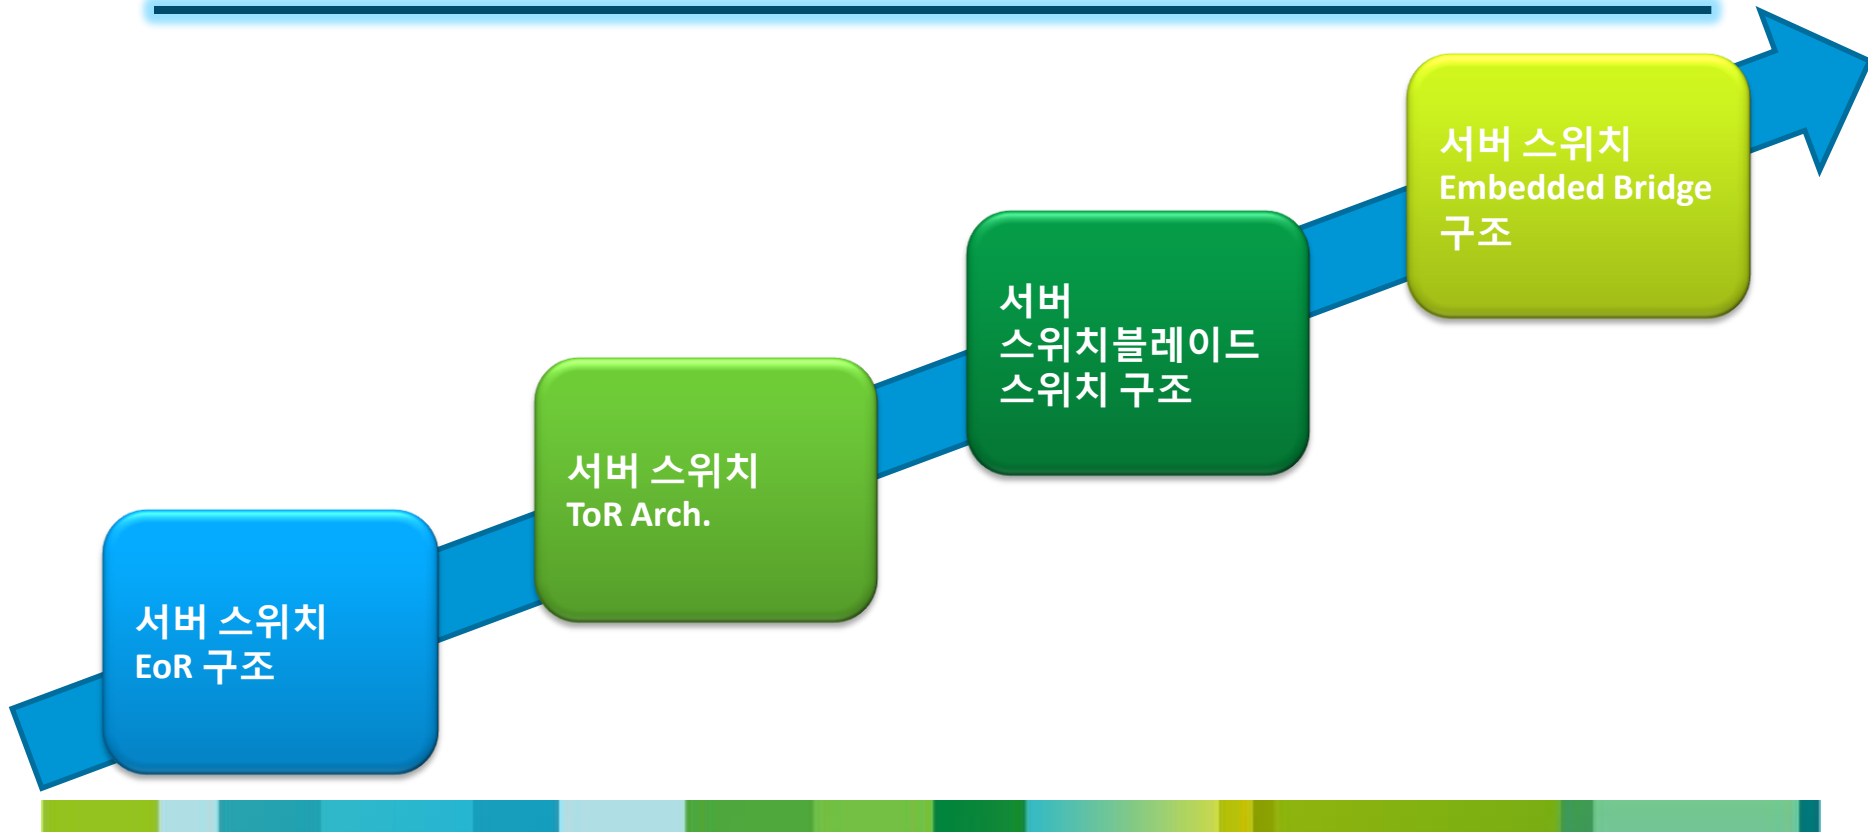 서버 스위치
Embedded Bridge
구조
서버
스위치블레이드
스위치 구조
서버 스위치
ToR Arch.
서버 스위치
EoR 구조